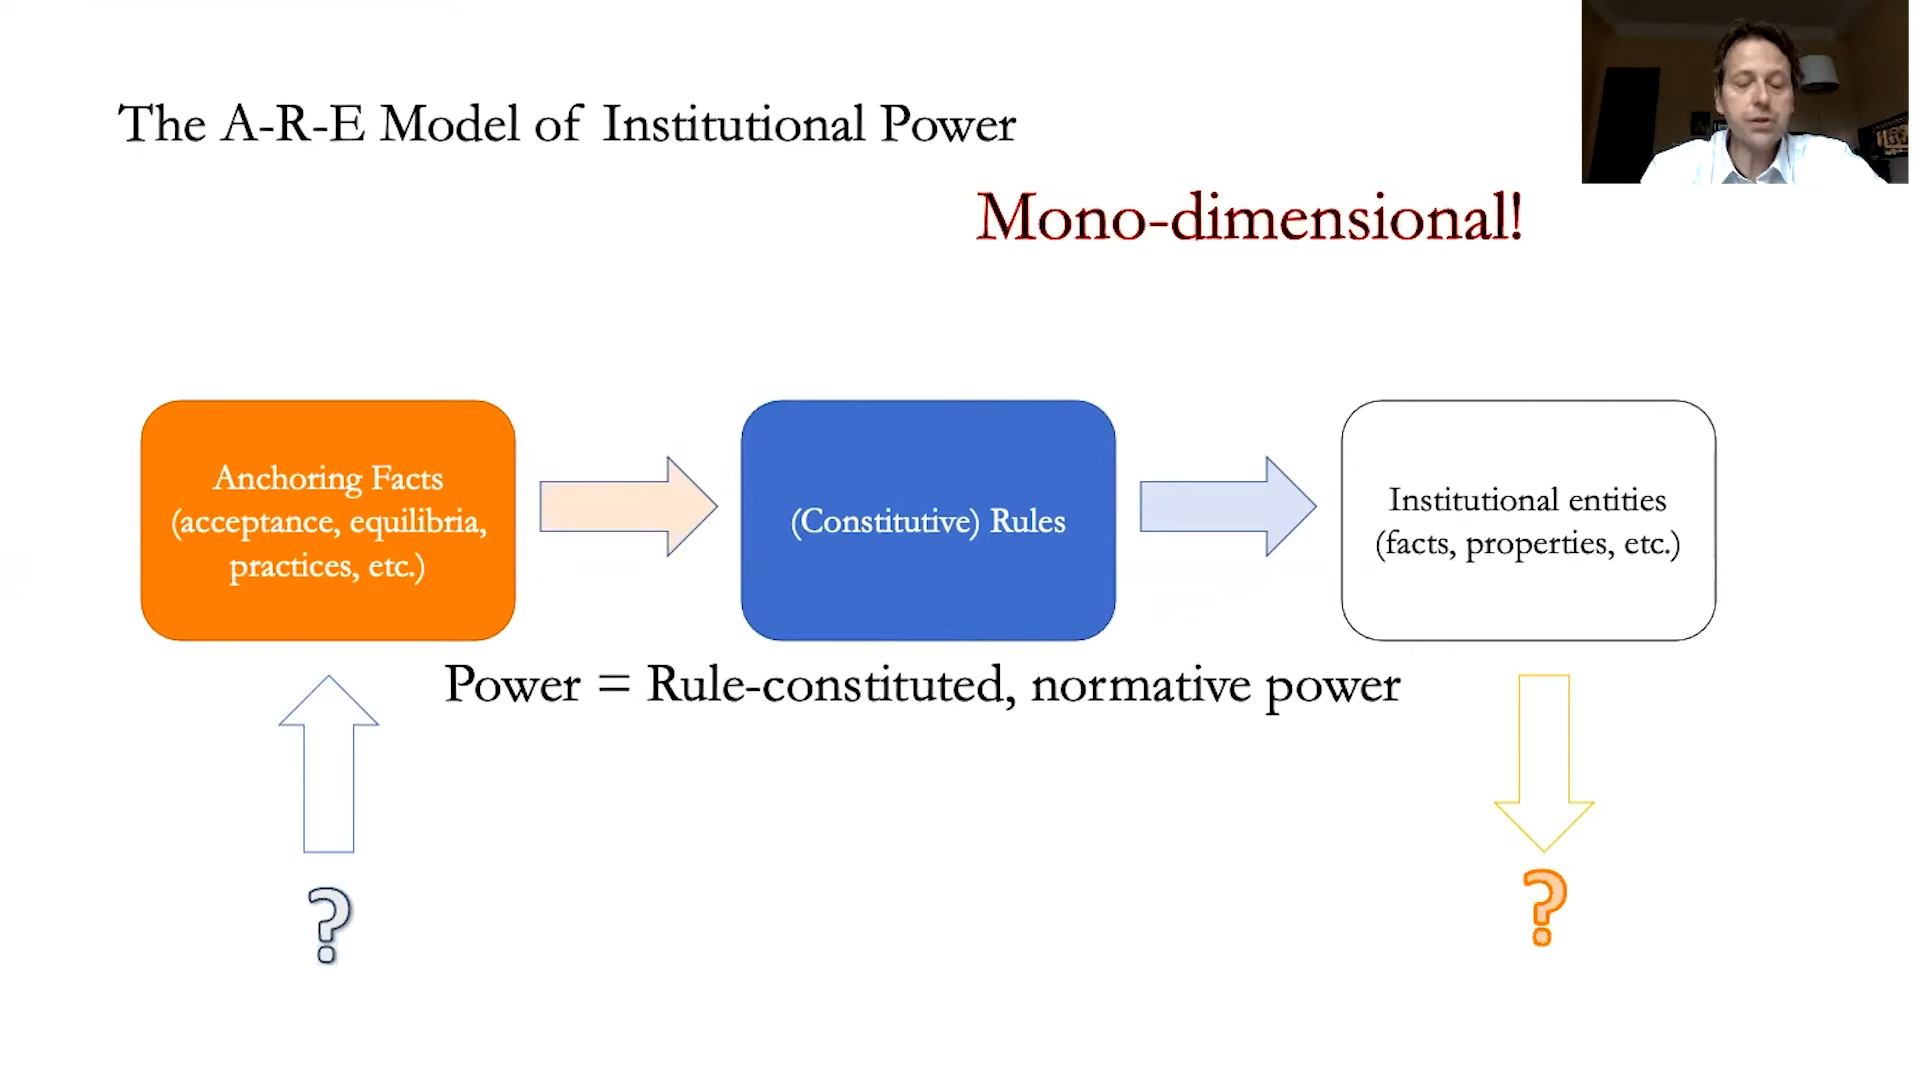 The A-R-E Model of Institutional Power
Mono-dimensional!
Anchoring Facts
(acceptance, equilibria,
practices, etc.)
(Constitutive) Rules
Institutional entities
(facts, properties, etc.)
Power = Rule-constituted, normative power
?
?